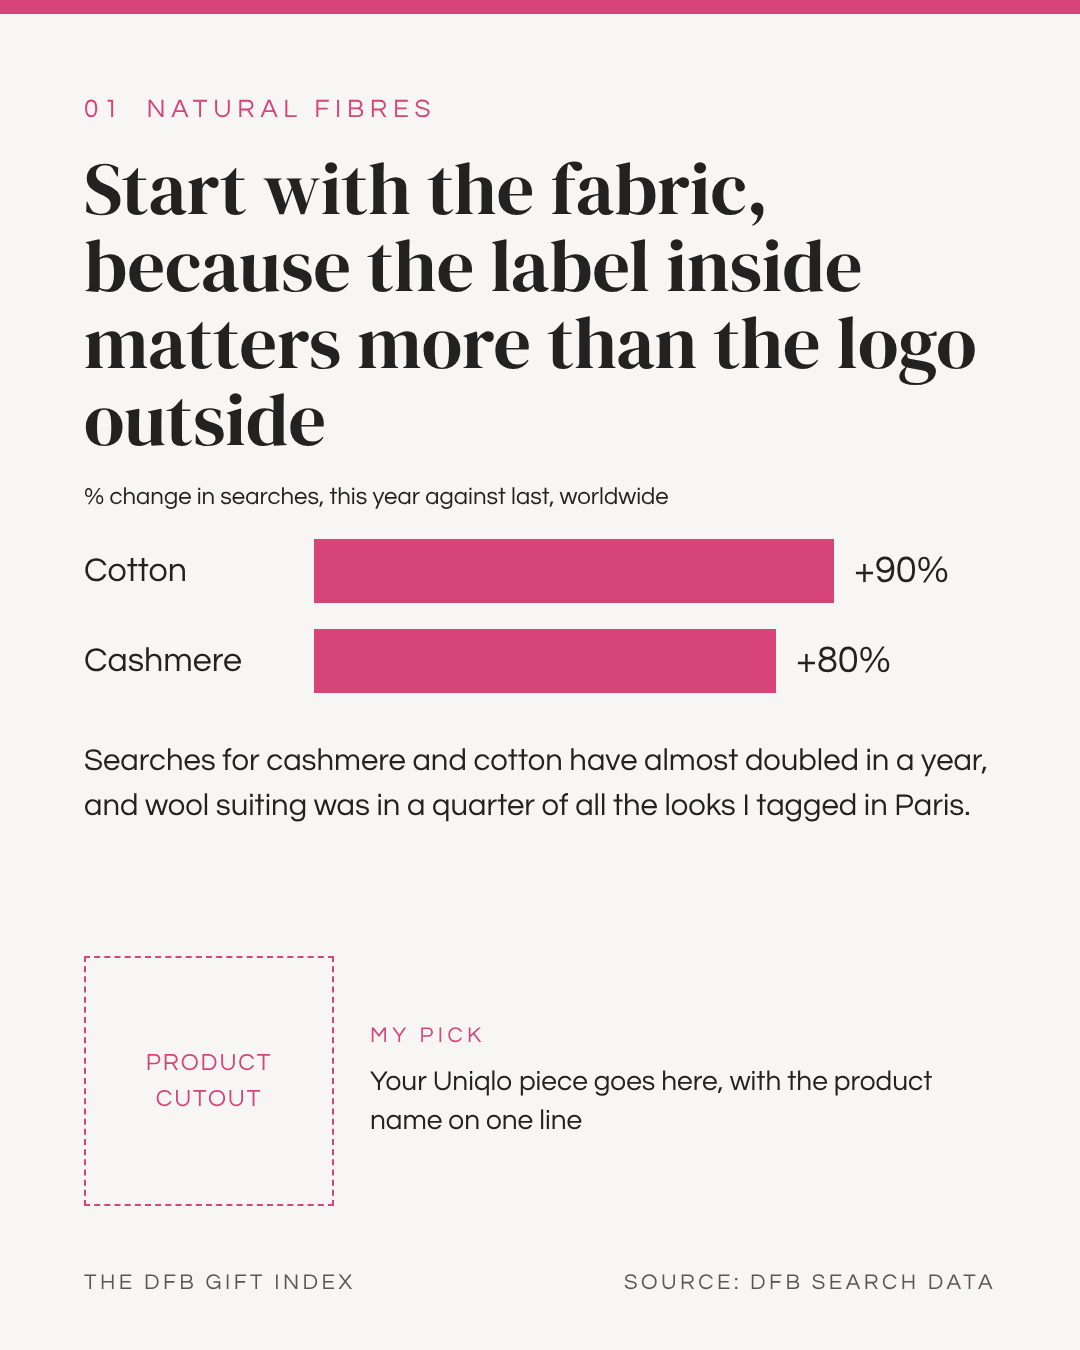 01 NATURAL FIBRES
Start with the fabric,
because the label inside
matters more than the logo
outside
% change in searches, this year against last, worldwide
Cotton +90%
Cashmere +80%
Searches for cashmere and cotton have almost doubled in a year,
and wool suiting was in a quarter of all the looks I tagged in Paris.
PRODUCT
CUTOUT
MY PICK
Your Uniqlo piece goes here, with the product
name on one line
THE DFB GIFT INDEX
SOURCE: DFB SEARCH DATA